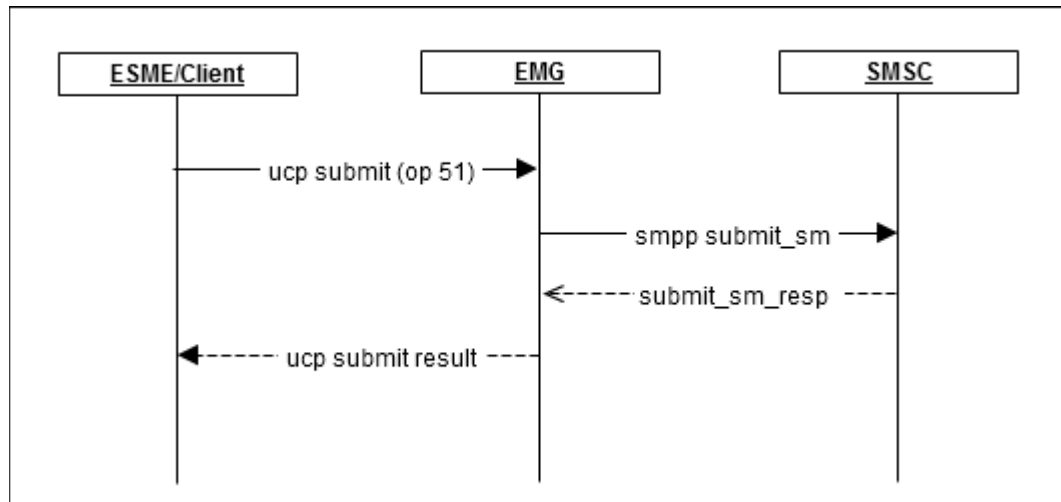 ESME/Client
EMG
SMSC
ucp submit (op 51)
smpp submit_sm
submit_sm_resp
ucp submit result